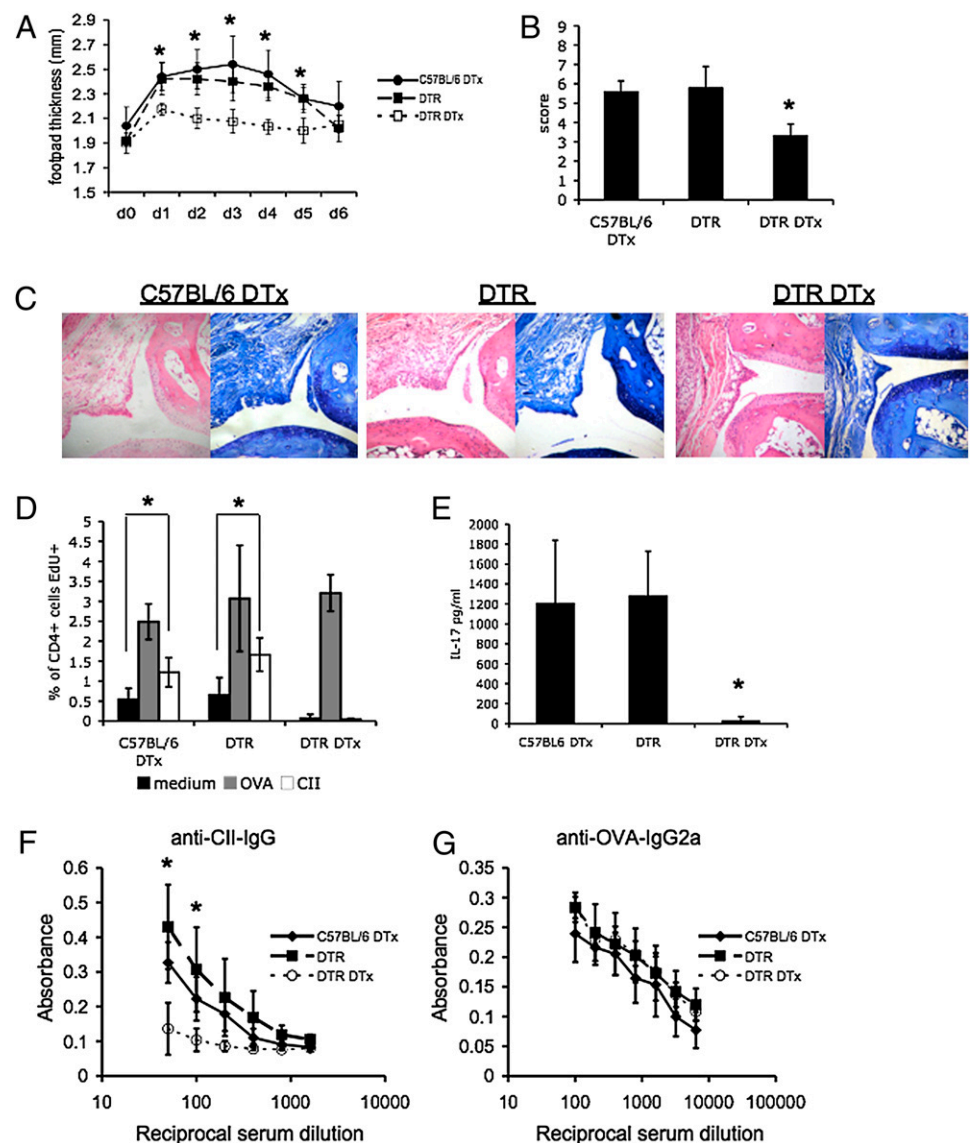 A
footpad thickness (mm)
2.9
2.7
2.5
2.3
2.1
1.9
1.7
1.5
* * * * *
d0 d1 d2 d3 d4 d5 d6
C57BL/6 DTx
DTR
DTR DTx
B
score
9
8
7
6
5
4
3
2
1
0
*
C57BL/6 DTx
DTR
DTR DTx
C
C57BL/6 DTx
DTR
DTR DTx
D
% of CD4+ cells EdU+
5
4.5
4
3.5
3
2.5
2
1.5
1
0.5
0
* *
C57BL/6 DTx
DTR
DTR DTx
medium OVA CII
E
IL-17 pg/ml
2000
1800
1600
1400
1200
1000
800
600
400
200
0
*
C57BL6 DTx
DTR
DTR DTx
F
anti-CII-IgG
Absorbance
0.6
0.5
0.4
0.3
0.2
0.1
0
* *
10 100 1000 10000
Reciprocal serum dilution
C57BL/6 DTx
DTR
DTR DTx
G
anti-OVA-IgG2a
Absorbance
0.35
0.3
0.25
0.2
0.15
0.1
0.05
0
10 100 1000 10000 100000
Reciprocal serum dilution
C57BL/6 DTx
DTR
DTR DTx